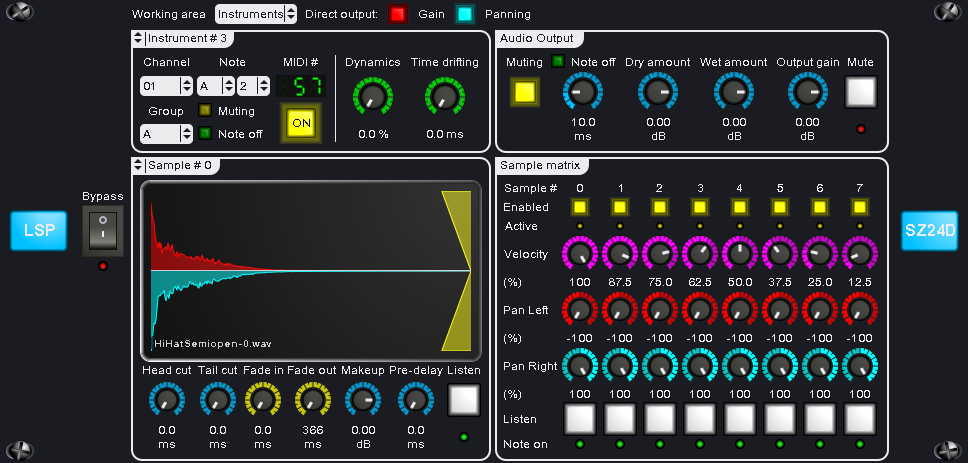 Working area Instruments Direct output: Gain Panning
Instrument # 3
Channel Note MIDI # Dynamics Time drifting
01 A 2 57
Group Muting
A Note off ON 0.0 % 0.0 ms
Audio Output
Muting Note off Dry amount Wet amount Output gain Mute
10.0 0.00 0.00 0.00
ms dB dB dB
Bypass
LSP
Sample # 0
HiHatSemiopen-0.wav
Head cut Tail cut Fade in Fade out Makeup Pre-delay Listen
0.0 0.0 0.0 366 0.00 0.0
ms ms ms ms dB ms
Sample matrix
Sample # 0 1 2 3 4 5 6 7
Enabled
Active
Velocity
(%) 100 87.5 75.0 62.5 50.0 37.5 25.0 12.5
Pan Left
(%) -100 -100 -100 -100 -100 -100 -100 -100
Pan Right
(%) 100 100 100 100 100 100 100 100
Listen
Note on
SZ24D